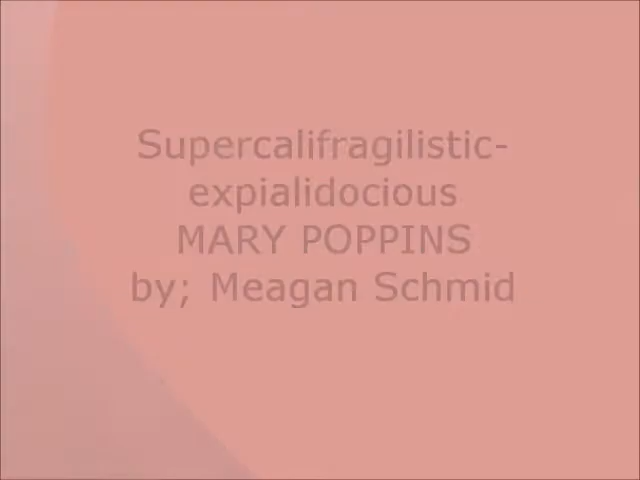 Supercalifragilistic-
expialidocious
MARY POPPINS
by; Meagan Schmid